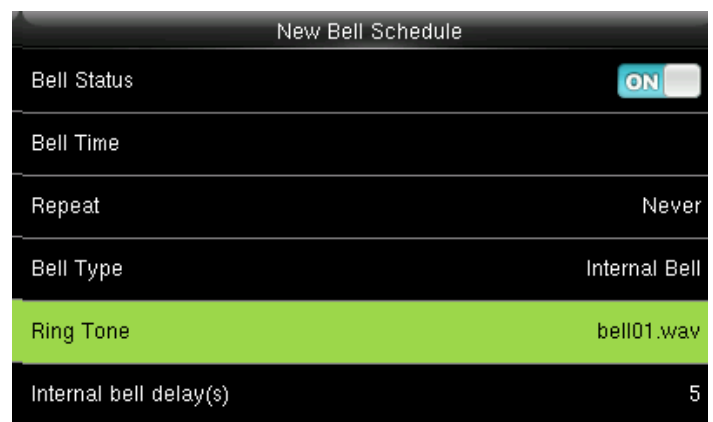 New Bell Schedule
Bell Status ON
Bell Time
Repeat Never
Bell Type Internal Bell
Ring Tone bell01.wav
Internal bell delay(s) 5